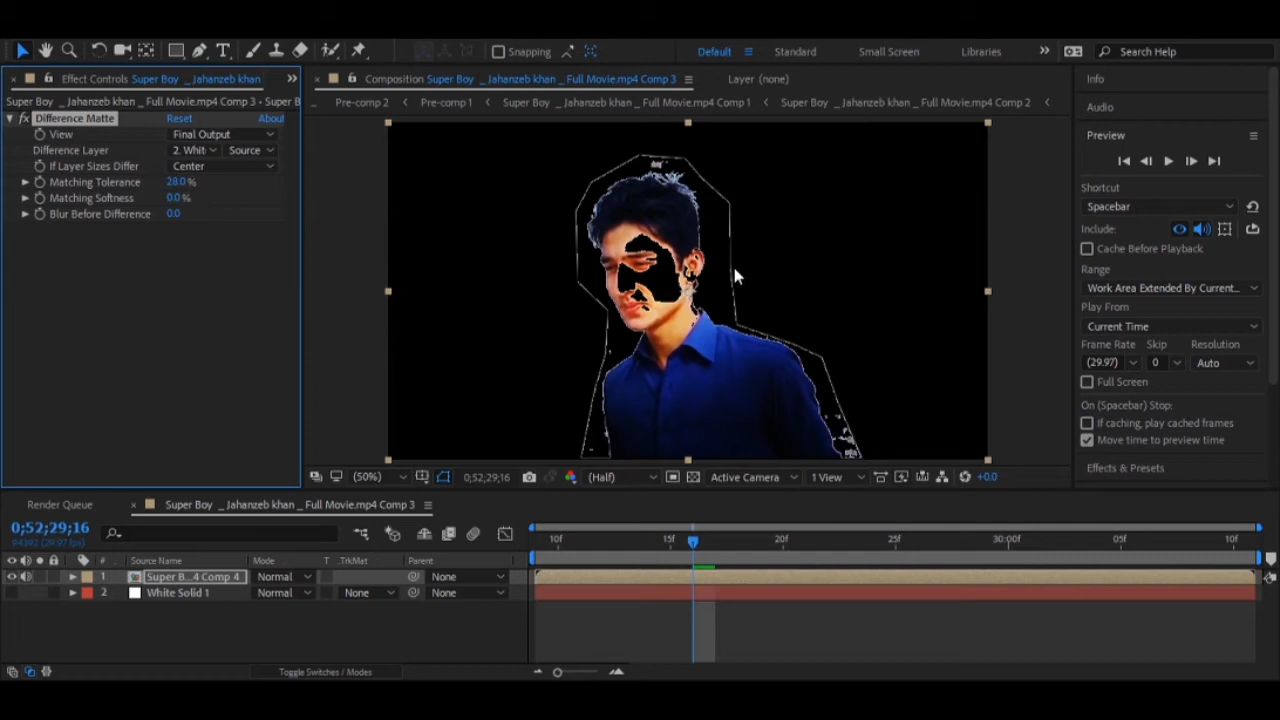 Snapping
Default
Standard
Small Screen
Libraries
Search Help
Effect Controls Super Boy _ Jahanzeb khan
Composition Super Boy _ Jahanzeb khan _ Full Movie.mp4 Comp 3
Layer (none)
Info
Super Boy _ Jahanzeb khan _ Full Movie.mp4 Comp 3 • Super B
Pre-comp 2
Pre-comp 1
Super Boy _ Jahanzeb khan _ Full Movie.mp4 Comp 1
Super Boy _ Jahanzeb khan _ Full Movie.mp4 Comp 2
Audio
fx Difference Matte Reset About
View Final Output
Difference Layer 2. Whit Source
If Layer Sizes Differ Center
Matching Tolerance 28.0 %
Matching Softness 0.0 %
Blur Before Difference 0.0
Preview
Shortcut
Spacebar
Include:
Cache Before Playback
Range
Work Area Extended By Current...
Play From
Current Time
Frame Rate Skip Resolution
(29.97) 0 Auto
Full Screen
On (Spacebar) Stop:
If caching, play cached frames
Move time to preview time
Effects & Presets
(50%) 0;52;29;16 (Half) Active Camera 1 View +0.0
Render Queue
Super Boy _ Jahanzeb khan _ Full Movie.mp4 Comp 3
0;52;29;16
94392 (29.97 fps)
10f 15f 20f 25f 30:00f 05f 10f
# Source Name Mode T .TrkMat Parent
1 Super B...4 Comp 4 Normal None
2 White Solid 1 Normal None None
Toggle Switches / Modes